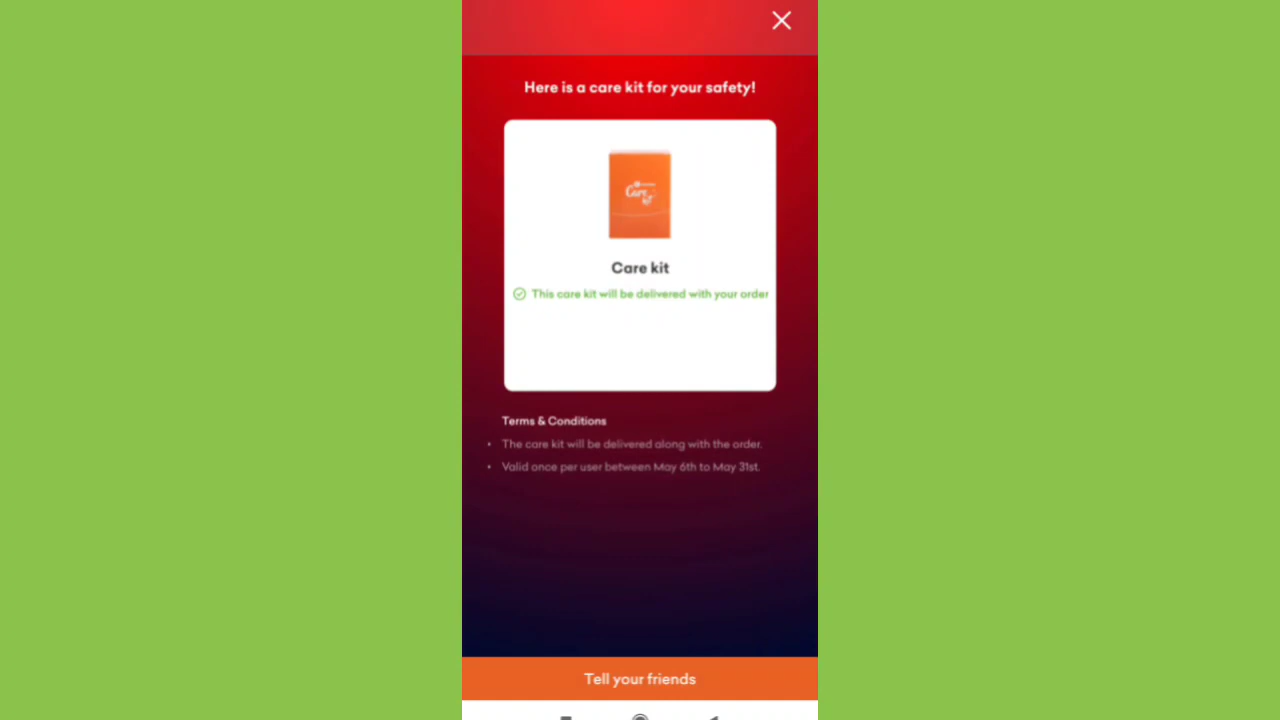 Here is a care kit for your safety!
Care
kit
Care kit
This care kit will be delivered with your order
Terms & Conditions
• The care kit will be delivered along with the order.
• Valid once per user between May 6th to May 31st.
Tell your friends